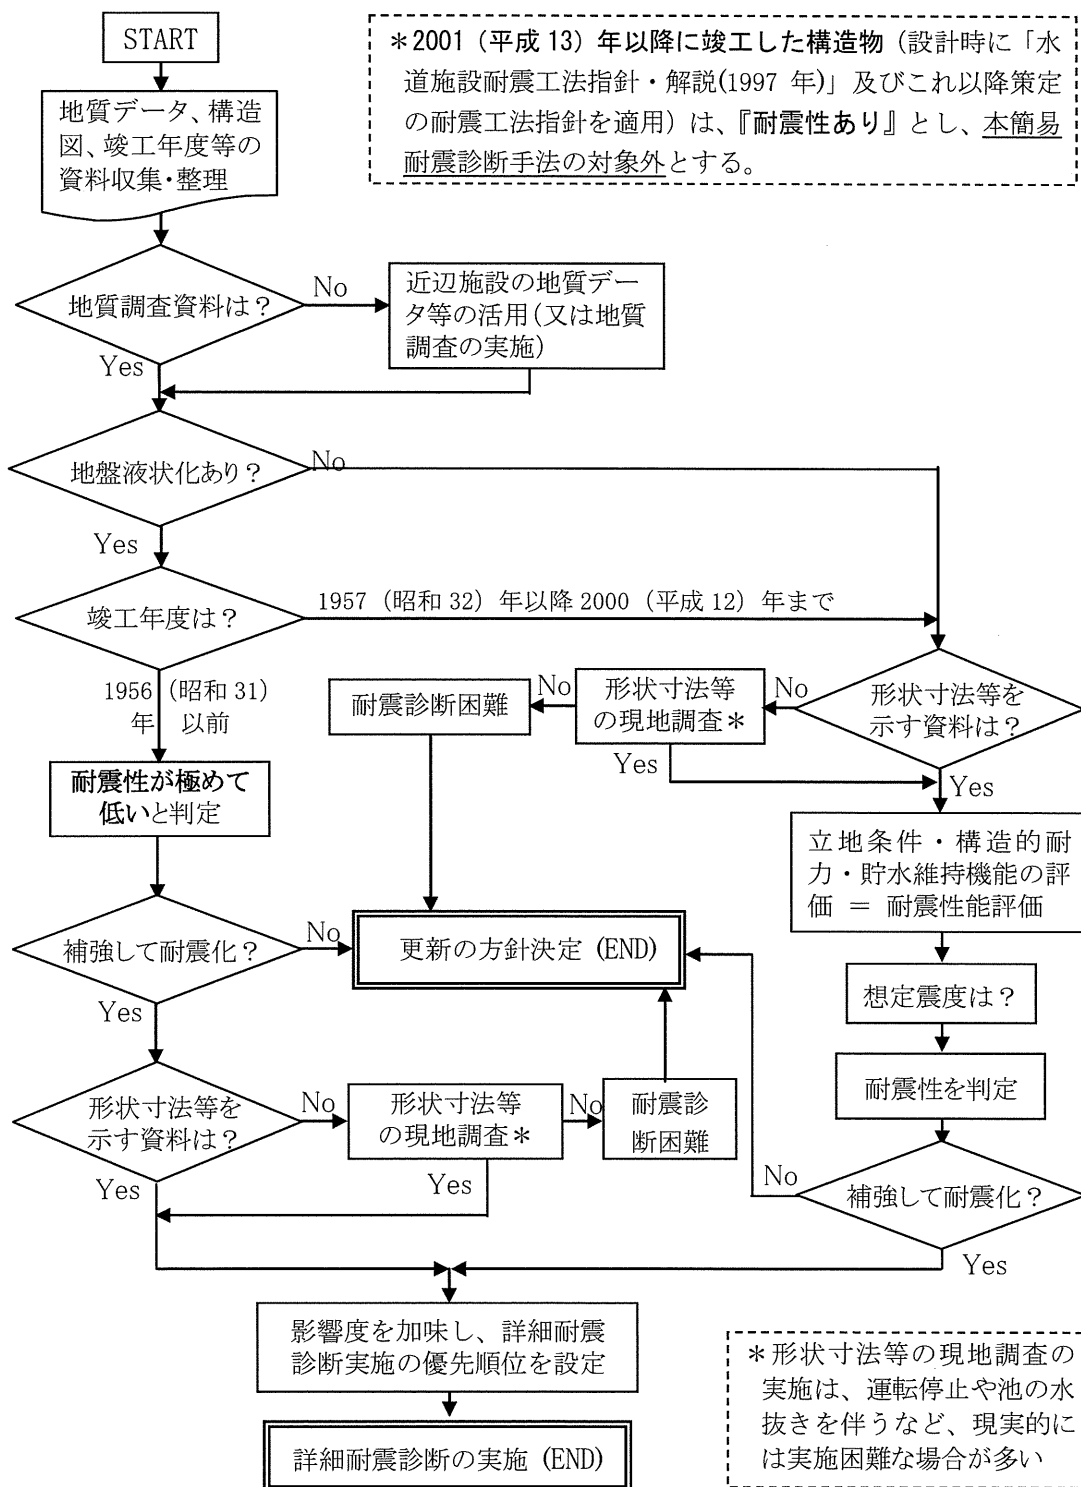 START
＊2001（平成13）年以降に竣工した構造物（設計時に「水
道施設耐震工法指針・解説(1997 年)」及びこれ以降策定
の耐震工法指針を適用）は、『耐震性あり』とし、本簡易
耐震診断手法の対象外とする。
地質データ、構造
図、竣工年度等の
資料収集・整理
地質調査資料は？
No
近辺施設の地質デー
タ等の活用（又は地質
調査の実施）
Yes
地盤液状化あり？
No
Yes
竣工年度は？
1957（昭和 32）年以降 2000（平成 12）年まで
1956（昭和 31）
年 以前
耐震診断困難
No
形状寸法等
の現地調査＊
No
形状寸法等を
示す資料は？
Yes
Yes
耐震性が極めて
低いと判定
立地条件・構造的耐
力・貯水維持機能の評
価 ＝ 耐震性能評価
補強して耐震化？
No
更新の方針決定 (END)
想定震度は？
Yes
耐震性を判定
形状寸法等を
示す資料は？
No
形状寸法等
の現地調査＊
No
耐震診
断困難
Yes
Yes
No
補強して耐震化？
Yes
影響度を加味し、詳細耐震
診断実施の優先順位を設定
詳細耐震診断の実施 (END)
＊形状寸法等の現地調査の
実施は、運転停止や池の水
抜きを伴うなど、現実的に
は実施困難な場合が多い